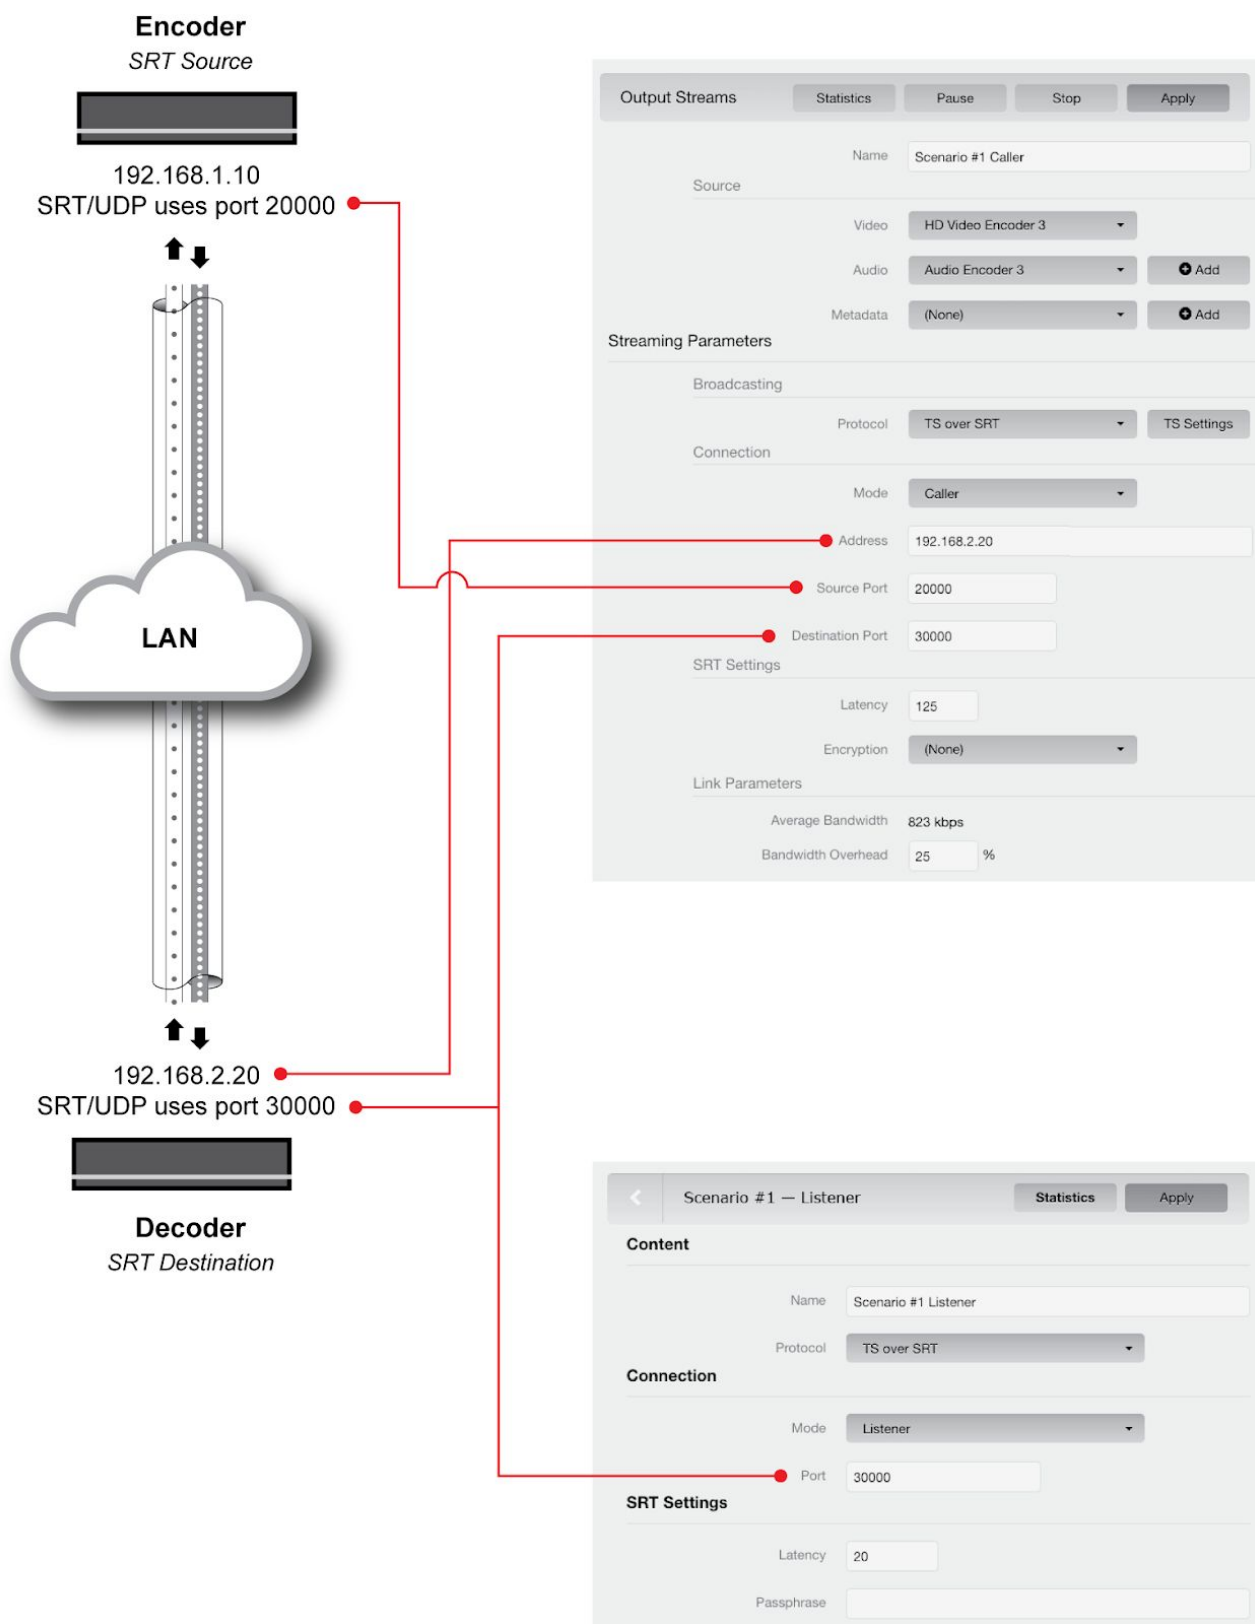 Encoder
SRT Source
192.168.1.10
SRT/UDP uses port 20000
LAN
192.168.2.20
SRT/UDP uses port 30000
Decoder
SRT Destination
Output Streams Statistics Pause Stop Apply
Name Scenario #1 Caller
Source
Video HD Video Encoder 3
Audio Audio Encoder 3 Add
Metadata (None) Add
Streaming Parameters
Broadcasting
Protocol TS over SRT TS Settings
Connection
Mode Caller
Address 192.168.2.20
Source Port 20000
Destination Port 30000
SRT Settings
Latency 125
Encryption (None)
Link Parameters
Average Bandwidth 823 kbps
Bandwidth Overhead 25 %
Scenario #1 — Listener Statistics Apply
Content
Name Scenario #1 Listener
Protocol TS over SRT
Connection
Mode Listener
Port 30000
SRT Settings
Latency 20
Passphrase